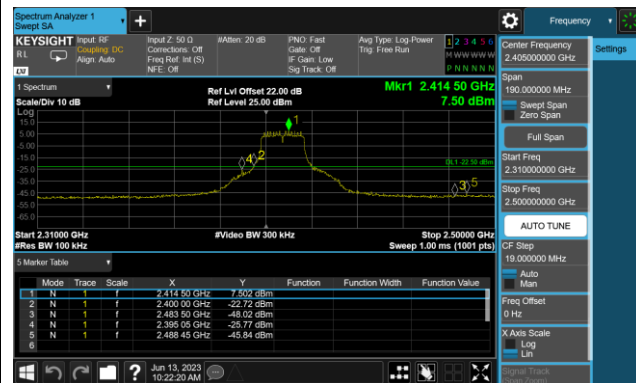 Spectrum Analyzer 1
Swept SA
Frequency
KEYSIGHT
Input: RF
Input Z: 50 Ω
#Atten: 20 dB
PNO: Fast
Avg Type: Log-Power
1 2 3 4 5 6
RL
Coupling: DC
Corrections: Off
Gate: Off
Trig: Free Run
M W W W W W
Align: Auto
Freq Ref: Int (S)
IF Gain: Low
P N N N N N
LXI
NFE: Off
Sig Track: Off
Center Frequency
2.405000000 GHz
Settings
1 Spectrum
Ref Lvl Offset 22.00 dB
Mkr1 2.414 50 GHz
Scale/Div 10 dB
Ref Level 25.00 dBm
7.50 dBm
Span
190.000000 MHz
Swept Span
Zero Span
Full Span
Start Freq
2.310000000 GHz
Stop Freq
2.500000000 GHz
AUTO TUNE
CF Step
19.000000 MHz
Auto
Man
Freq Offset
0 Hz
X Axis Scale
Log
Lin
Signal Track
(Span Zoom)
Log
15.0
5.00
-5.00
-15.0
-25.0
-35.0
-45.0
-55.0
-65.0
1
4 2
3 5
DL1 -22.50 dBm
Start 2.31000 GHz
#Video BW 300 kHz
Stop 2.50000 GHz
#Res BW 100 kHz
Sweep 1.00 ms (1001 pts)
5 Marker Table
Mode Trace Scale X Y Function Function Width Function Value
1 N 1 f 2.414 50 GHz 7.502 dBm
2 N 1 f 2.400 00 GHz -22.72 dBm
3 N 1 f 2.483 50 GHz -48.02 dBm
4 N 1 f 2.395 05 GHz -25.77 dBm
5 N 1 f 2.488 45 GHz -45.84 dBm
6
?
Jun 13, 2023
10:22:20 AM